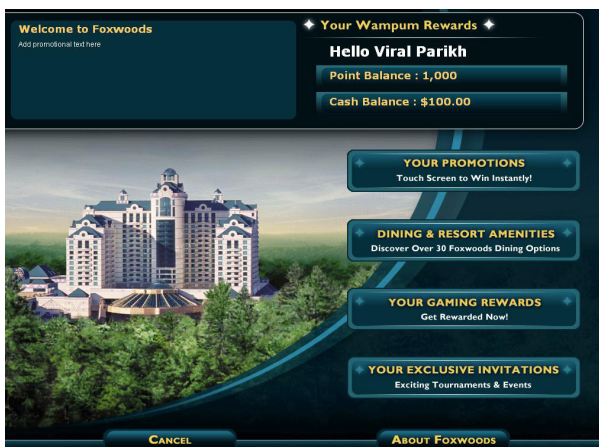 Welcome to Foxwoods
Add promotional text here
Your Wampum Rewards
Hello Viral Parikh
Point Balance : 1,000
Cash Balance : $100.00
YOUR PROMOTIONS
Touch Screen to Win Instantly!
DINING & RESORT AMENITIES
Discover Over 30 Foxwoods Dining Options
YOUR GAMING REWARDS
Get Rewarded Now!
YOUR EXCLUSIVE INVITATIONS
Exciting Tournaments & Events
CANCEL
ABOUT FOXWOODS